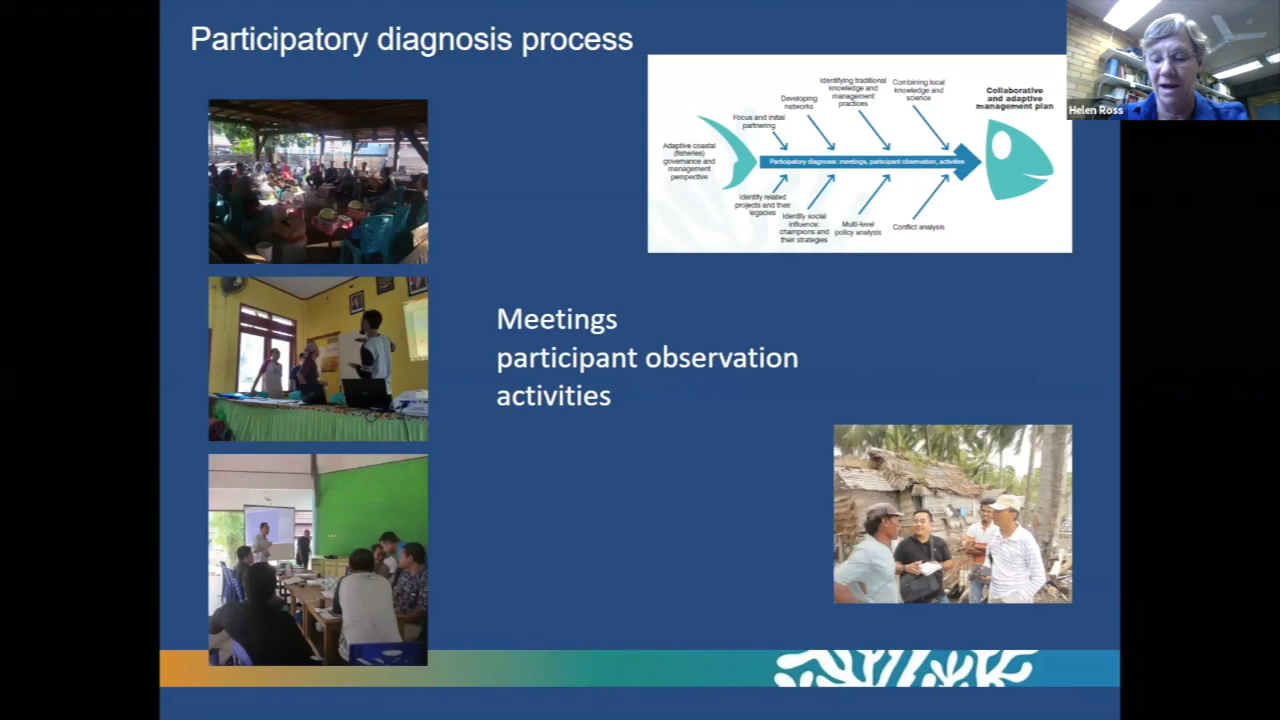 Participatory diagnosis process
Helen Ross
Identifying traditional
knowledge and
management
practices
Combining local
knowledge and
science
Developing
networks
Focus and initial
partnering
Collaborative
and adaptive
management plan
Adaptive coastal
(fisheries)
governance and
management
perspective
Participatory diagnosis: meetings, participant observation, activities
Identify related
projects and their
legacies
Identify social
influence:
champions and
their strategies
Multi-level
policy analysis
Conflict analysis
Meetings
participant observation
activities